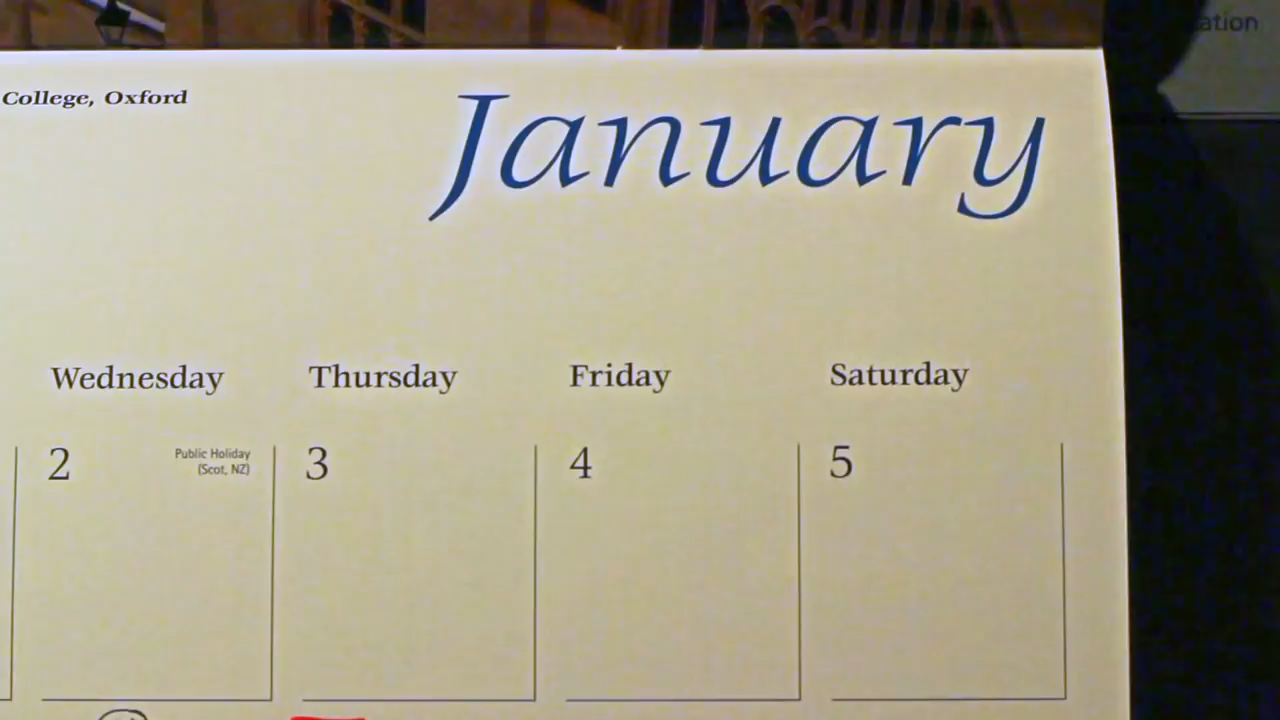 College, Oxford
January
Wednesday Thursday Friday Saturday
2 Public Holiday (Scot, NZ) 3 4 5